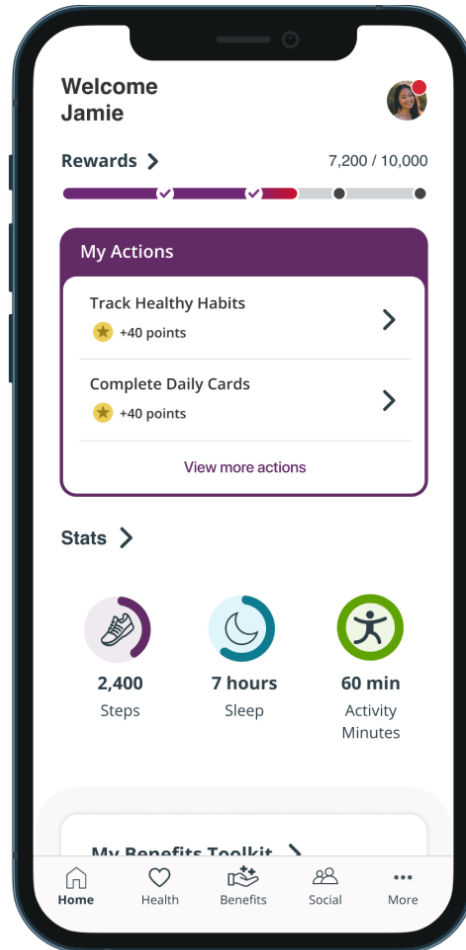 Welcome
Jamie
Rewards
7,200 / 10,000
My Actions
Track Healthy Habits
+40 points
Complete Daily Cards
+40 points
View more actions
Stats
2,400
Steps
7 hours
Sleep
60 min
Activity
Minutes
My Benefits Toolkit
Home
Health
Benefits
Social
More